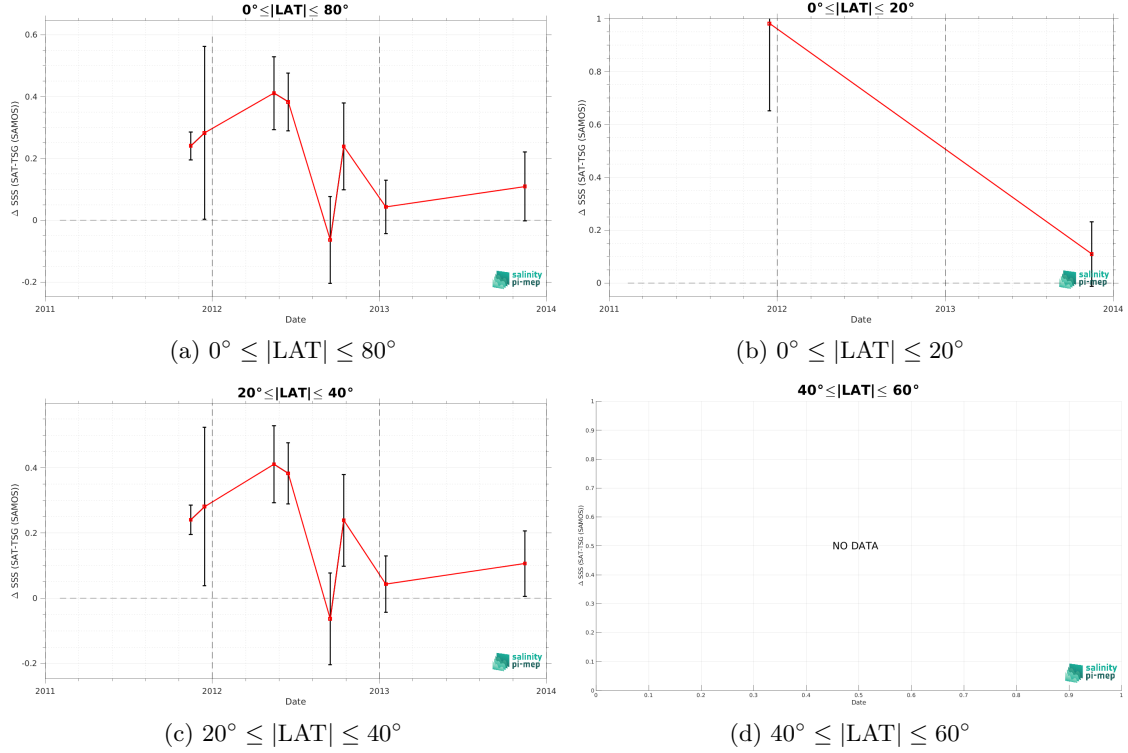 0°≤|LAT|≤ 80°
0.6
0.4
0.2
0
-0.2
Δ SSS (SAT-TSG (SAMOS))
2011
2012
2013
2014
Date
salinity
pi-mep
(a) 0° ≤ |LAT| ≤ 80°
0°≤|LAT|≤ 20°
1
0.8
0.6
0.4
0.2
0
Δ SSS (SAT-TSG (SAMOS))
2011
2012
2013
2014
Date
salinity
pi-mep
(b) 0° ≤ |LAT| ≤ 20°
20°≤|LAT|≤ 40°
0.4
0.2
0
-0.2
Δ SSS (SAT-TSG (SAMOS))
2011
2012
2013
2014
Date
salinity
pi-mep
(c) 20° ≤ |LAT| ≤ 40°
40°≤|LAT|≤ 60°
1
0.9
0.8
0.7
0.6
0.5
0.4
0.3
0.2
0.1
0
Δ SSS (SAT-TSG (SAMOS))
NO DATA
0
0.1
0.2
0.3
0.4
0.5
0.6
0.7
0.8
0.9
1
Date
salinity
pi-mep
(d) 40° ≤ |LAT| ≤ 60°